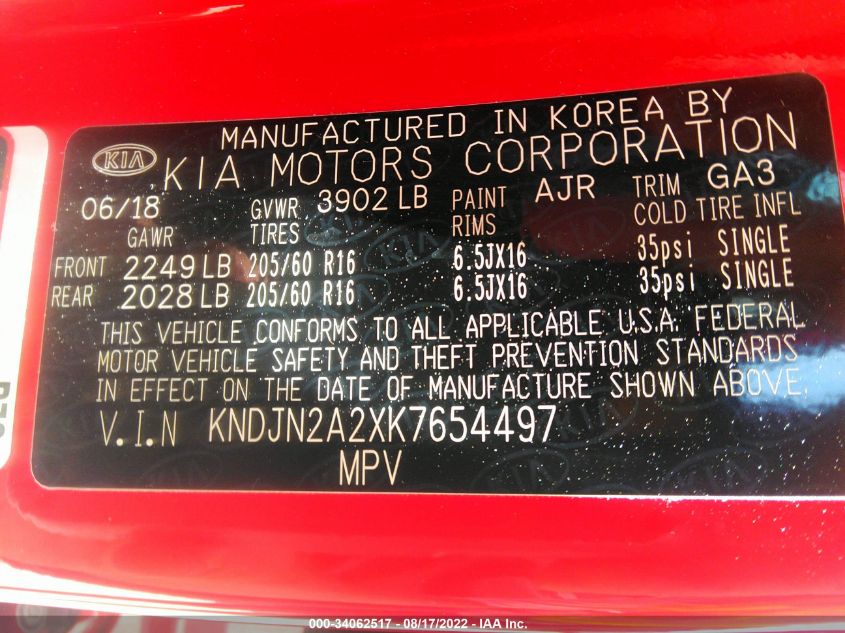 MANUFACTURED IN KOREA BY
KIA KIA MOTORS CORPORATION
06/18 GVWR 3902 LB PAINT AJR TRIM GA3
GAWR TIRES RIMS COLD TIRE INFL
FRONT 2249 LB 205/60 R16 6.5JX16 35psi SINGLE
REAR 2028 LB 205/60 R16 6.5JX16 35psi SINGLE
THIS VEHICLE CONFORMS TO ALL APPLICABLE U.S.A. FEDERAL
MOTOR VEHICLE SAFETY AND THEFT PREVENTION STANDARDS
IN EFFECT ON THE DATE OF MANUFACTURE SHOWN ABOVE.
V.I.N KNDJN2A2XK7654497
MPV
000-34062517 - 08/17/2022 - IAA Inc.